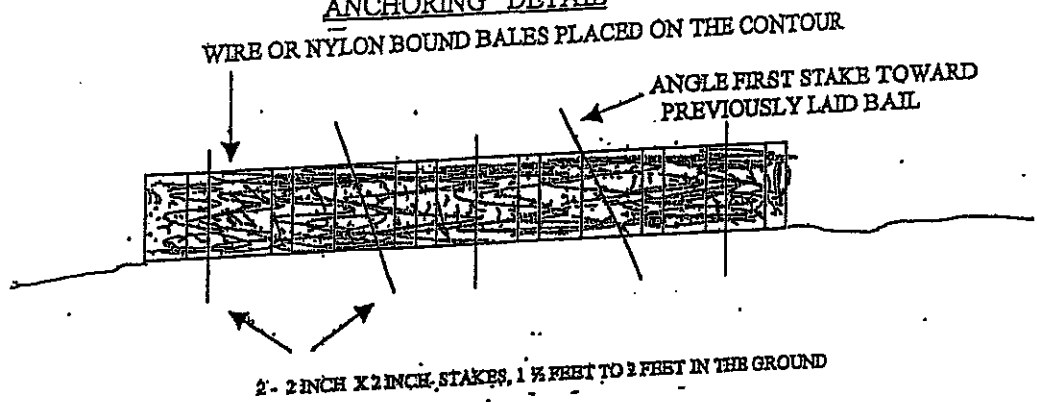 ANCHORING DETAIL
WIRE OR NYLON BOUND BALES PLACED ON THE CONTOUR
ANGLE FIRST STAKE TOWARD
PREVIOUSLY LAID BAIL
2 - 2 INCH X 2 INCH STAKES, 1 ½ FEET TO 2 FEET IN THE GROUND